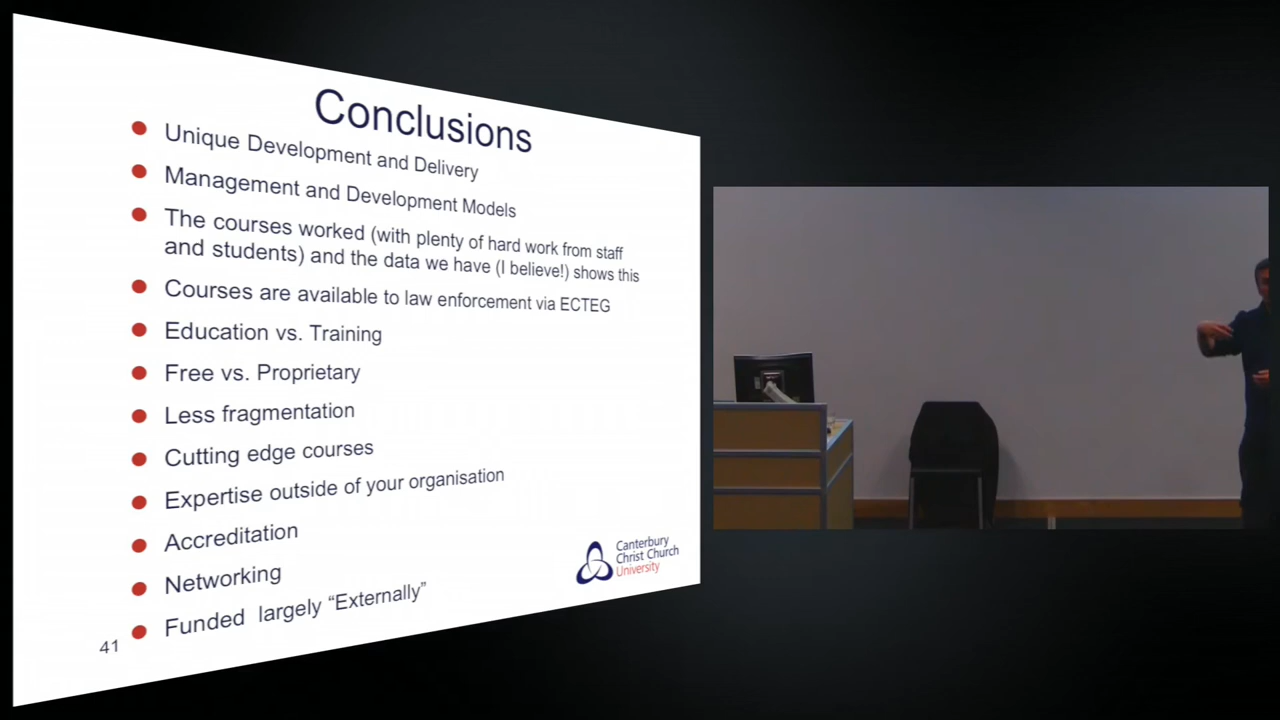 Conclusions
Unique Development and Delivery
Management and Development Models
The courses worked (with plenty of hard work from staff
and students) and the data we have (I believe!) shows this
Courses are available to law enforcement via ECTEG
Education vs. Training
Free vs. Proprietary
Less fragmentation
Cutting edge courses
Expertise outside of your organisation
Accreditation
Networking
Funded largely “Externally”
41
Canterbury
Christ Church
University